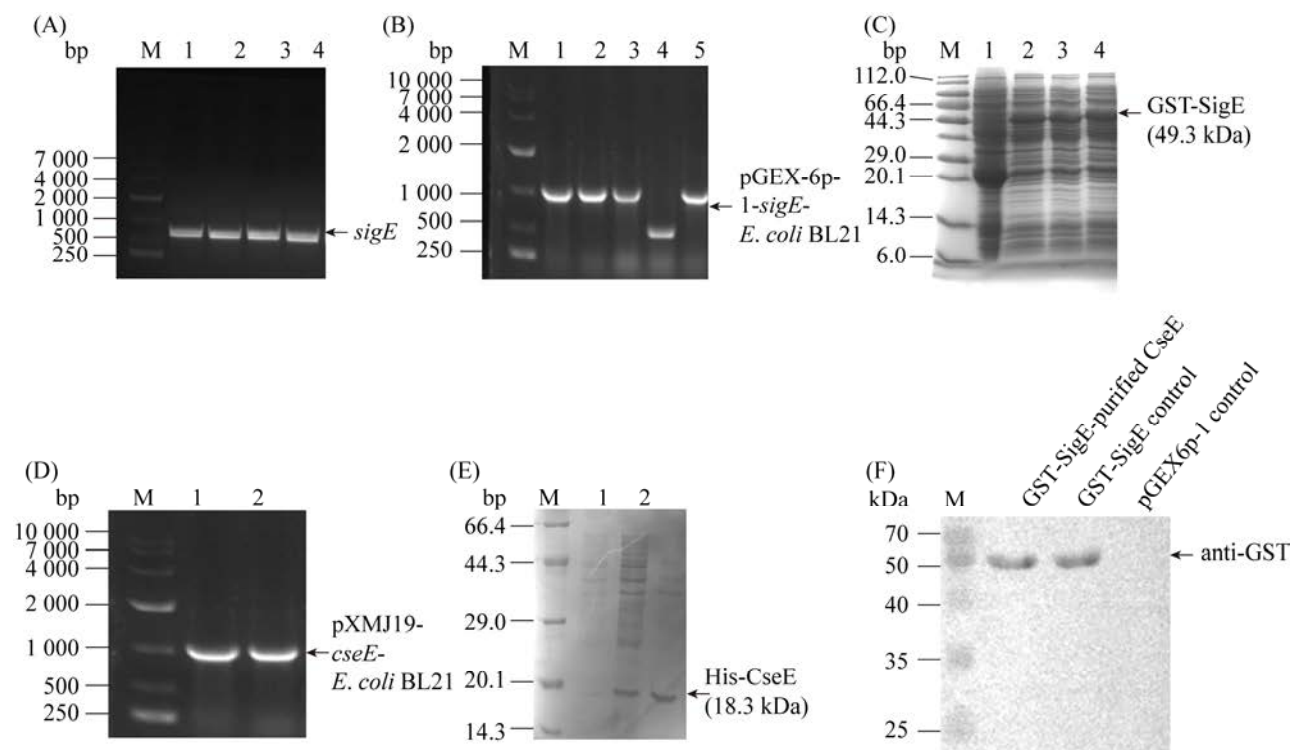 (A)
bp
M 1 2 3 4
7 000
4 000
2 000
1 000
500
250
sigE
(B)
bp
M 1 2 3 4 5
10 000
7 000
4 000
2 000
1 000
500
250
pGEX-6p-
1-sigE-
E. coli BL21
(C)
bp
M 1 2 3 4
112.0
66.4
44.3
29.0
20.1
14.3
6.0
GST-SigE
(49.3 kDa)
(D)
bp
M 1 2
10 000
7 000
4 000
2 000
1 000
500
250
pXMJ19-
cseE-
E. coli BL21
(E)
bp
M 1 2
66.4
44.3
29.0
20.1
14.3
His-CseE
(18.3 kDa)
(F)
kDa
M
GST-SigE-purified CseE
GST-SigE control
pGEX6p-1 control
70
50
40
35
25
anti-GST